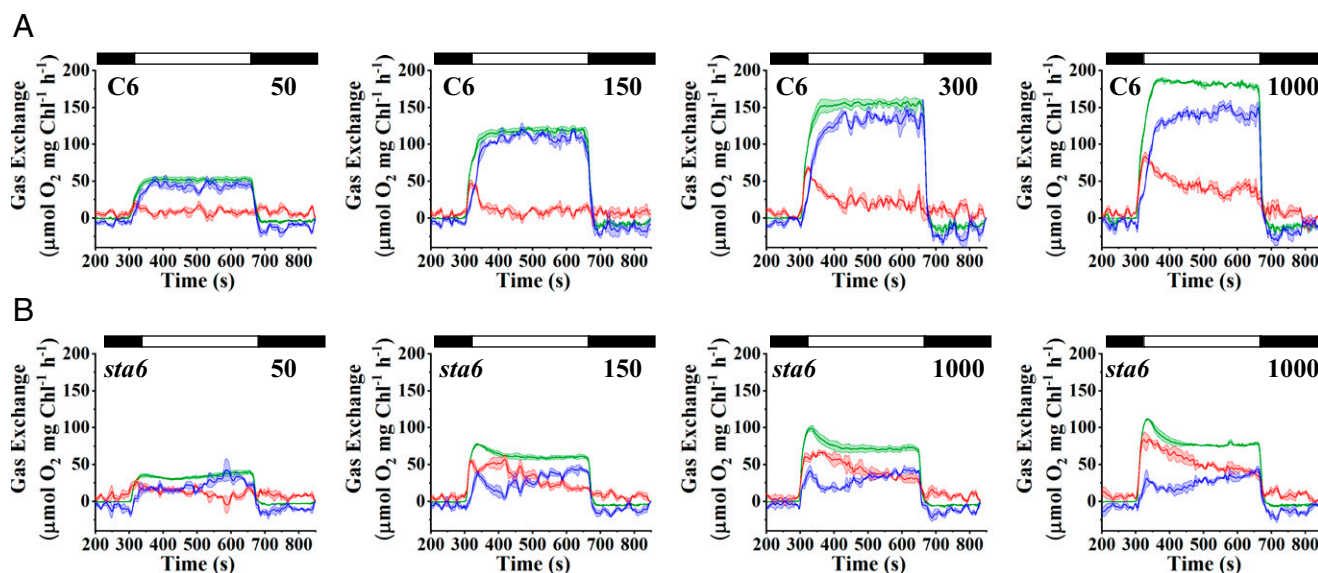 A
C6 50
C6 150
C6 300
C6 1000
200
150
100
50
0
Gas Exchange
(μmol O2 mg Chl-1 h-1)
200 300 400 500 600 700 800
Time (s)
200
150
100
50
0
Gas Exchange
(μmol O2 mg Chl-1 h-1)
200 300 400 500 600 700 800
Time (s)
200
150
100
50
0
Gas Exchange
(μmol O2 mg Chl-1 h-1)
200 300 400 500 600 700 800
Time (s)
200
150
100
50
0
Gas Exchange
(μmol O2 mg Chl-1 h-1)
200 300 400 500 600 700 800
Time (s)
B
sta6 50
sta6 150
sta6 1000
sta6 1000
200
150
100
50
0
Gas Exchange
(μmol O2 mg Chl-1 h-1)
200 300 400 500 600 700 800
Time (s)
200
150
100
50
0
Gas Exchange
(μmol O2 mg Chl-1 h-1)
200 300 400 500 600 700 800
Time (s)
200
150
100
50
0
Gas Exchange
(μmol O2 mg Chl-1 h-1)
200 300 400 500 600 700 800
Time (s)
200
150
100
50
0
Gas Exchange
(μmol O2 mg Chl-1 h-1)
200 300 400 500 600 700 800
Time (s)